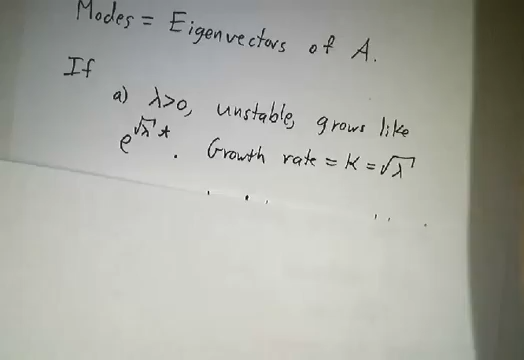 Modes = Eigenvectors of A.
If
a) λ>0, unstable, grows like
e^√λ t. Growth rate = K = √λ